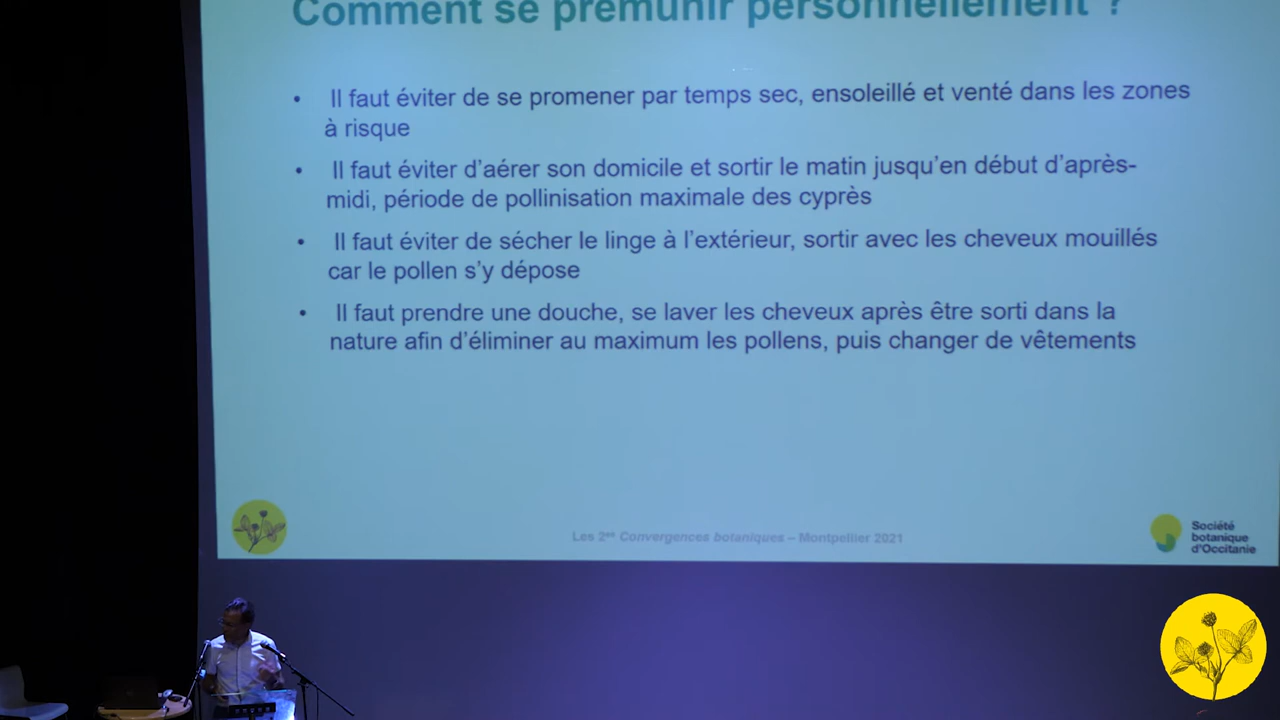 Comment se prémunir personnellement ?
• Il faut éviter de se promener par temps sec, ensoleillé et venté dans les zones
à risque
• Il faut éviter d'aérer son domicile et sortir le matin jusqu'en début d'après-
midi, période de pollinisation maximale des cyprès
• Il faut éviter de sécher le linge à l'extérieur, sortir avec les cheveux mouillés
car le pollen s'y dépose
• Il faut prendre une douche, se laver les cheveux après être sorti dans la
nature afin d'éliminer au maximum les pollens, puis changer de vêtements
Les 2es Convergences botaniques – Montpellier 2021
Société
botanique
d'Occitanie